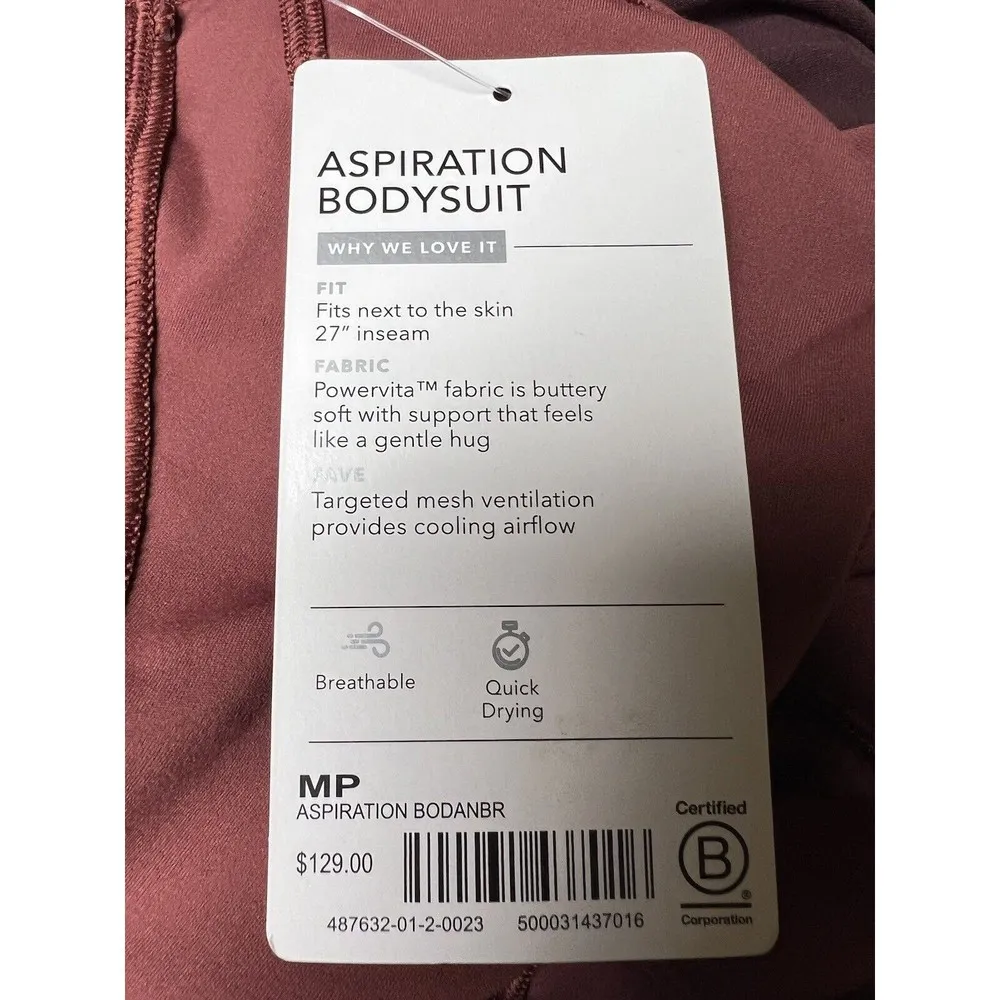 ASPIRATION
BODYSUIT
WHY WE LOVE IT
FIT
Fits next to the skin
27” inseam
FABRIC
Powervita™ fabric is buttery
soft with support that feels
like a gentle hug
FAVE
Targeted mesh ventilation
provides cooling airflow
Breathable
Quick
Drying
MP
ASPIRATION BODANBR
$129.00
487632-01-2-0023 500031437016
Certified
B
®
Corporation